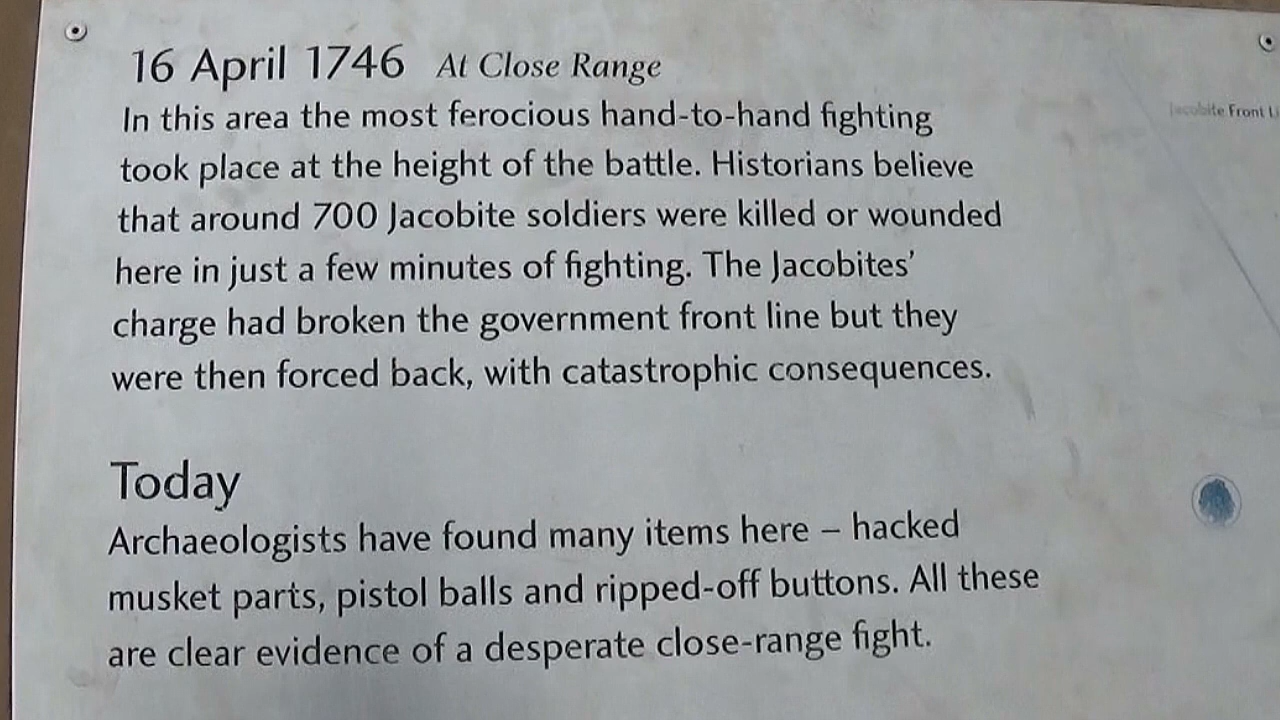 16 April 1746 At Close Range
In this area the most ferocious hand-to-hand fighting
took place at the height of the battle. Historians believe
that around 700 Jacobite soldiers were killed or wounded
here in just a few minutes of fighting. The Jacobites’
charge had broken the government front line but they
were then forced back, with catastrophic consequences.
Jacobite Front
Today
Archaeologists have found many items here – hacked
musket parts, pistol balls and ripped-off buttons. All these
are clear evidence of a desperate close-range fight.